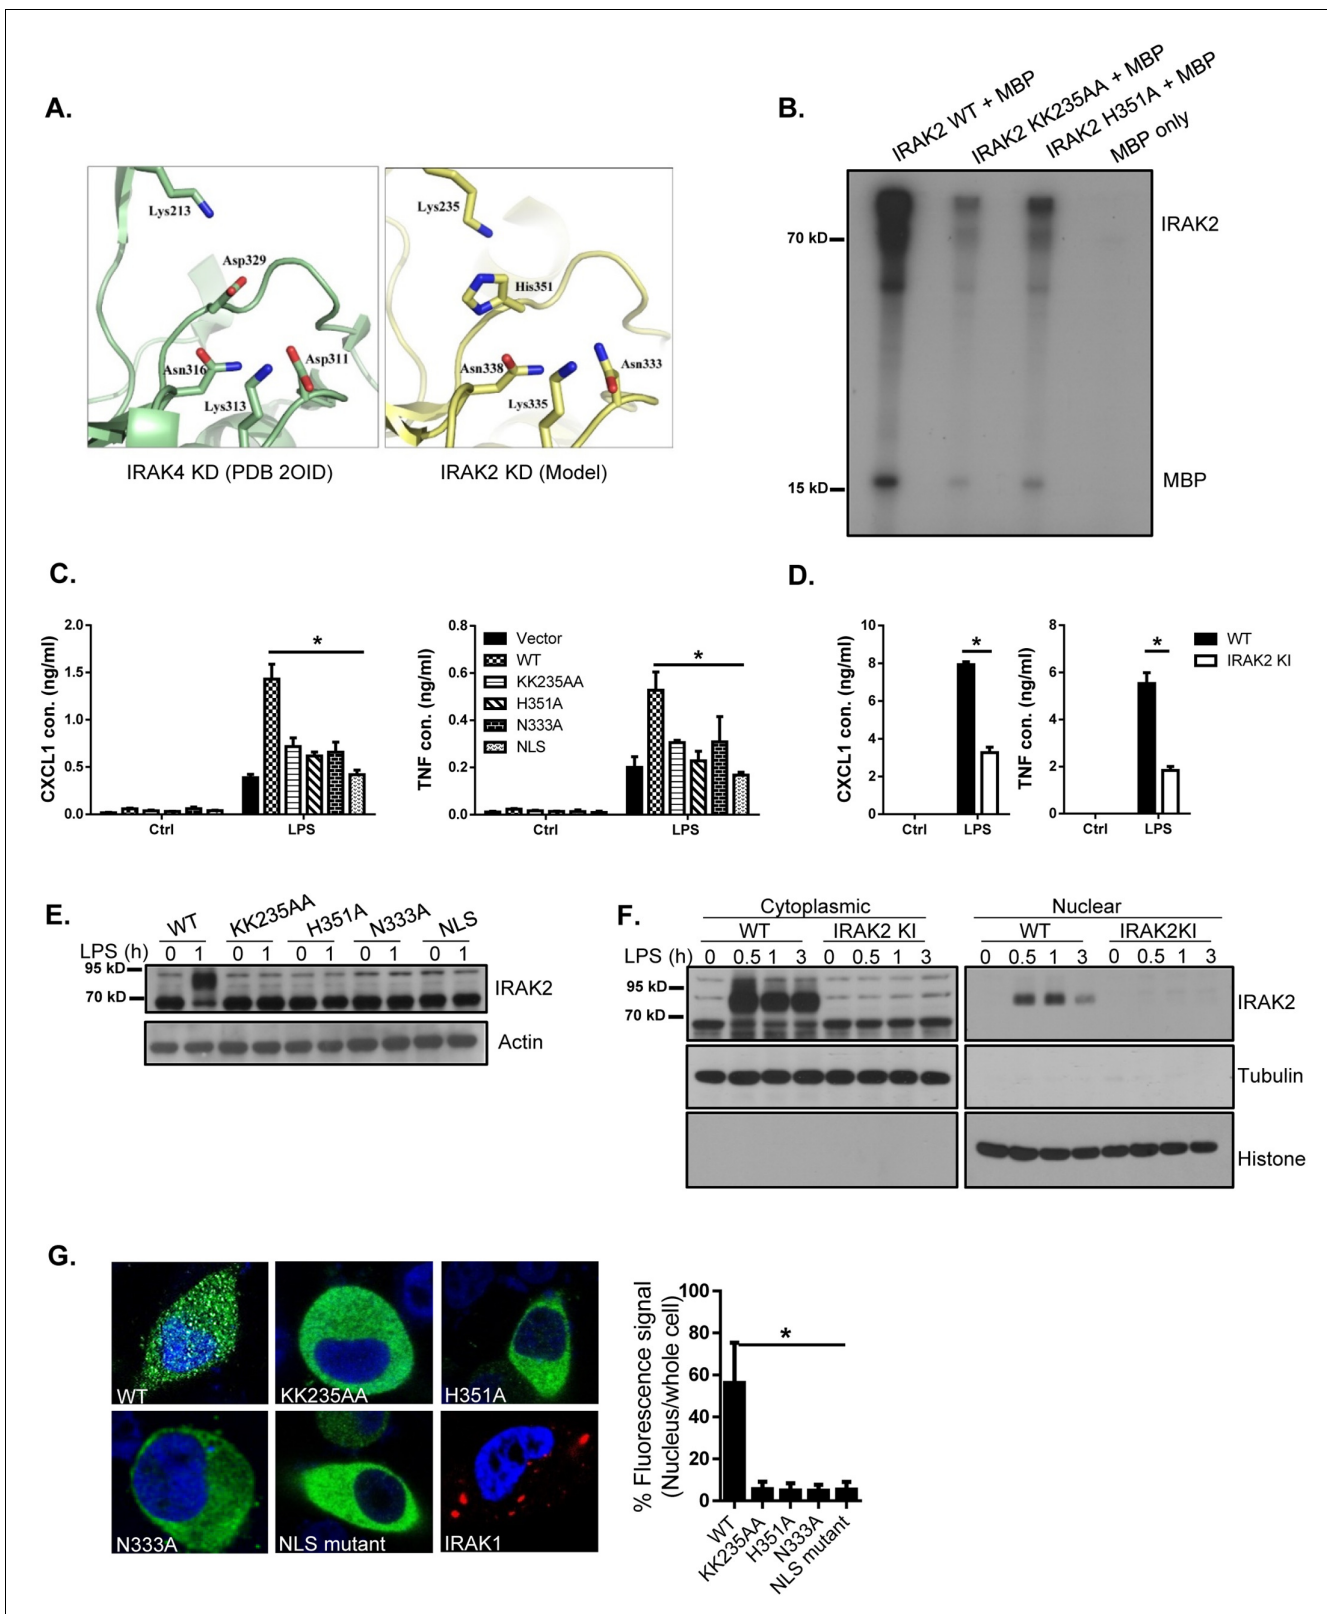 A.
Lys213
Asp329
Asn316
Asp311
Lys313
IRAK4 KD (PDB 2OID)
Lys235
His351
Asn338
Asn333
Lys335
IRAK2 KD (Model)
B.
IRAK2 WT + MBP
IRAK2 KK235AA + MBP
IRAK2 H351A + MBP
MBP only
70 kD
IRAK2
15 kD
MBP
C.
CXCL1 con. (ng/ml)
2.0
1.5
1.0
0.5
0.0
*
Ctrl
LPS
TNF con. (ng/ml)
0.8
0.6
0.4
0.2
0.0
Vector
WT
KK235AA
H351A
N333A
NLS
*
Ctrl
LPS
D.
CXCL1 con. (ng/ml)
10
8
6
4
2
0
*
Ctrl
LPS
TNF con. (ng/ml)
8
6
4
2
0
*
Ctrl
LPS
WT
IRAK2 KI
E.
WT
KK235AA
H351A
N333A
NLS
LPS (h) 0 1 0 1 0 1 0 1 0 1
95 kD
70 kD
IRAK2
Actin
F.
Cytoplasmic
Nuclear
WT
IRAK2 KI
WT
IRAK2KI
LPS (h) 0 0.5 1 3 0 0.5 1 3
0 0.5 1 3 0 0.5 1 3
95 kD
70 kD
IRAK2
Tubulin
Histone
G.
WT
KK235AA
H351A
N333A
NLS mutant
IRAK1
% Fluorescence signal
(Nucleus/whole cell)
100
80
60
40
20
0
*
WT
KK235AA
H351A
N333A
NLS mutant